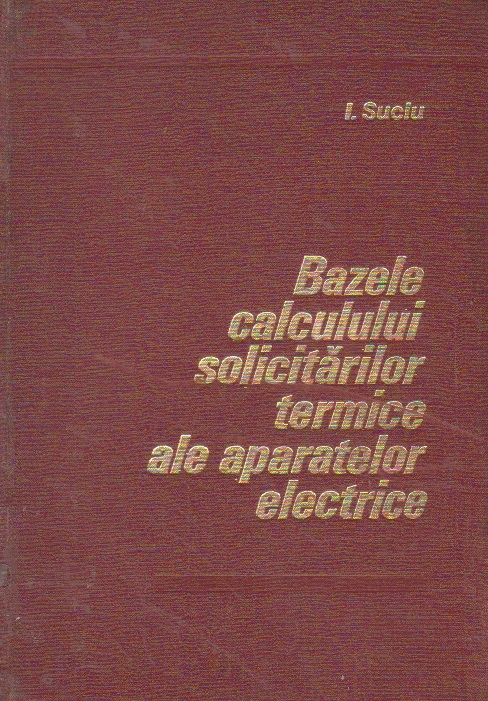 I. Suciu
Bazele
calculului
solicitărilor
termice
ale aparatelor
electrice